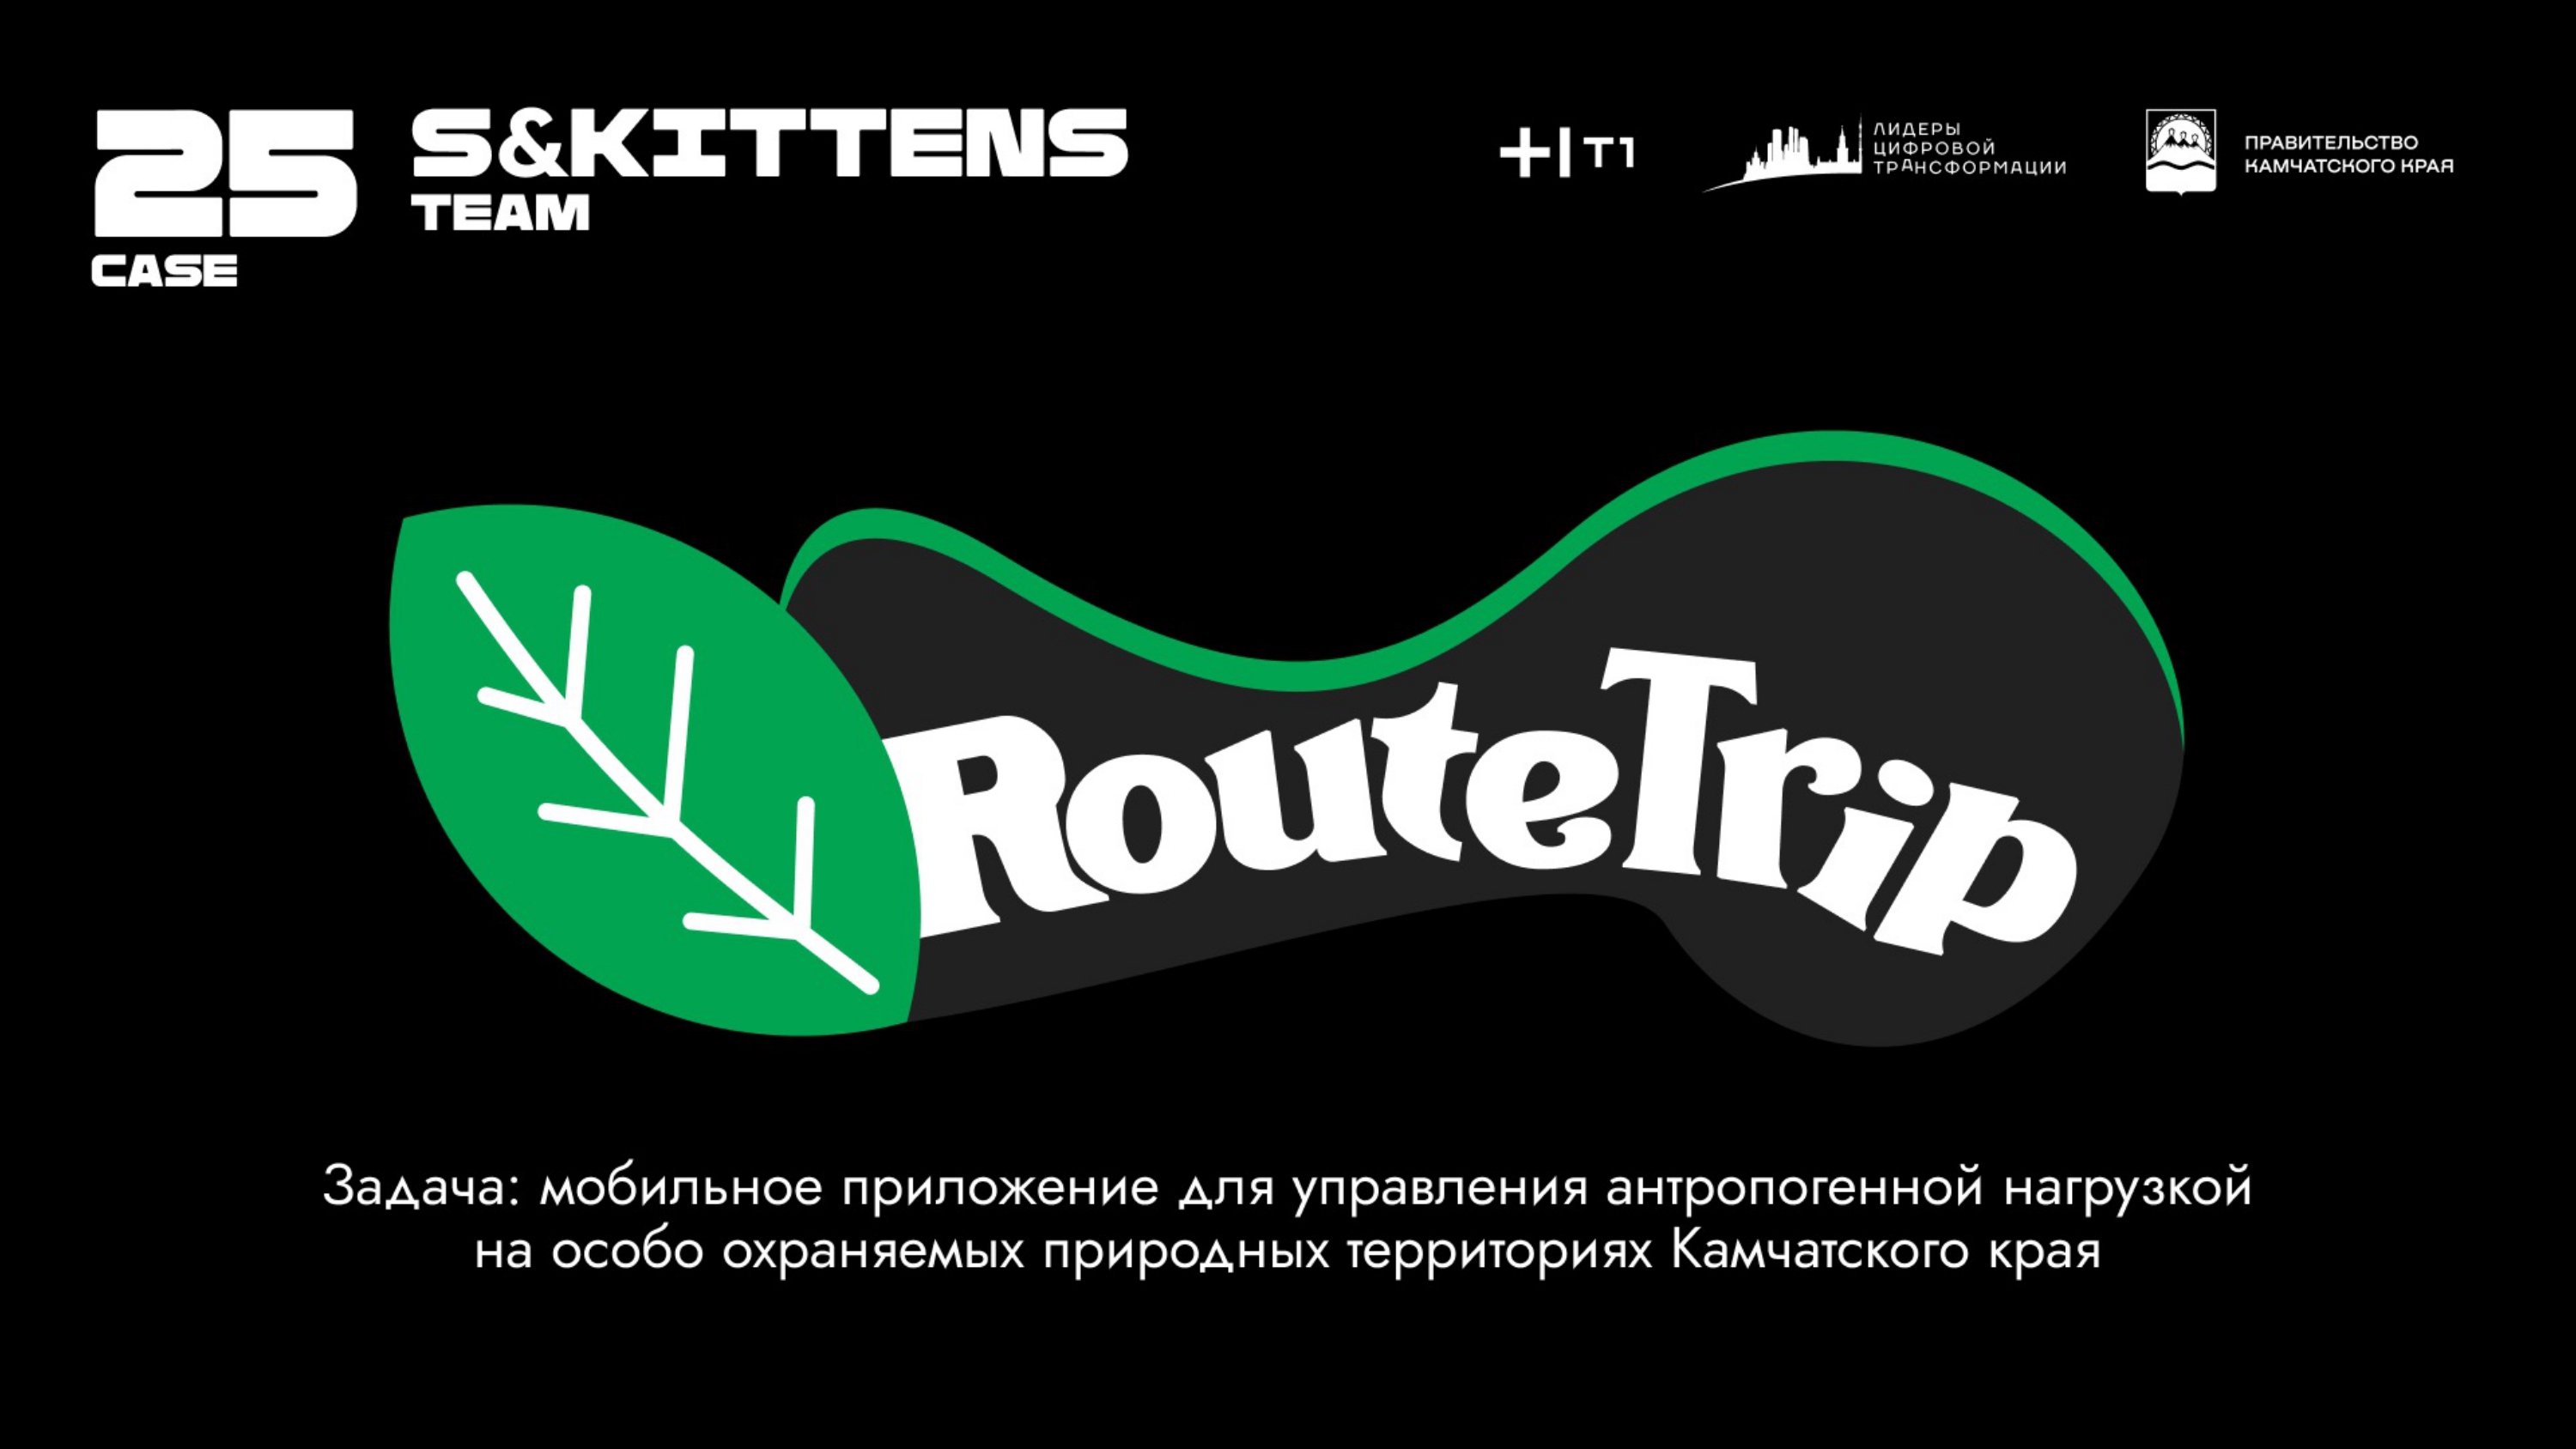 25
CASE
S&KITTENS
TEAM
T1
ЛИДЕРЫ
ЦИФРОВОЙ
ТРАНСФОРМАЦИИ
ПРАВИТЕЛЬСТВО
КАМЧАТСКОГО КРАЯ
RouteTrip
Задача: мобильное приложение для управления антропогенной нагрузкой
на особо охраняемых природных территориях Камчатского края